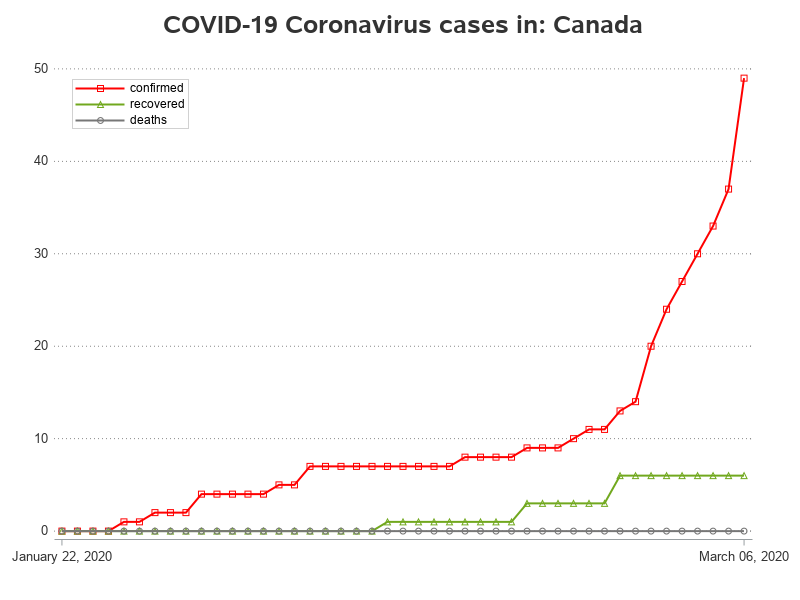 COVID-19 Coronavirus cases in: Canada
50
confirmed
recovered
deaths
40
30
20
10
0
January 22, 2020 March 06, 2020